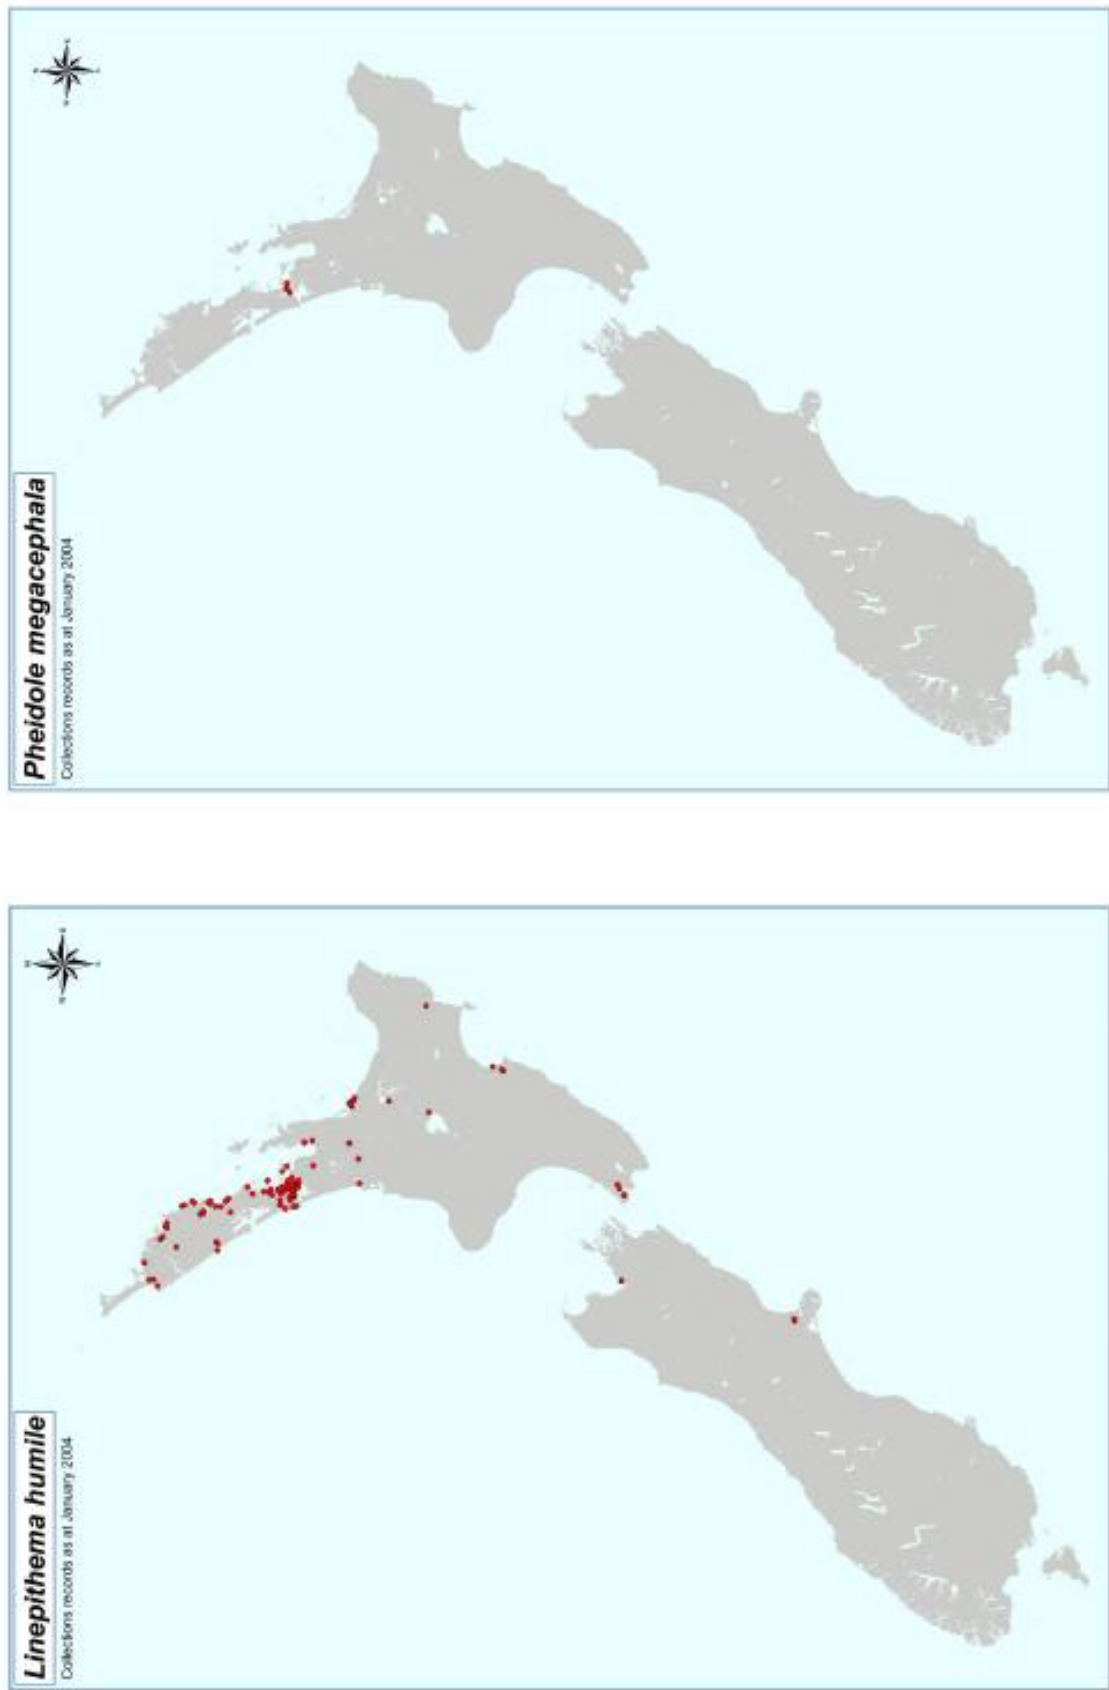 Pheidole megacephala
Collections records as at January 2004
Linepithema humile
Collections records as at January 2004